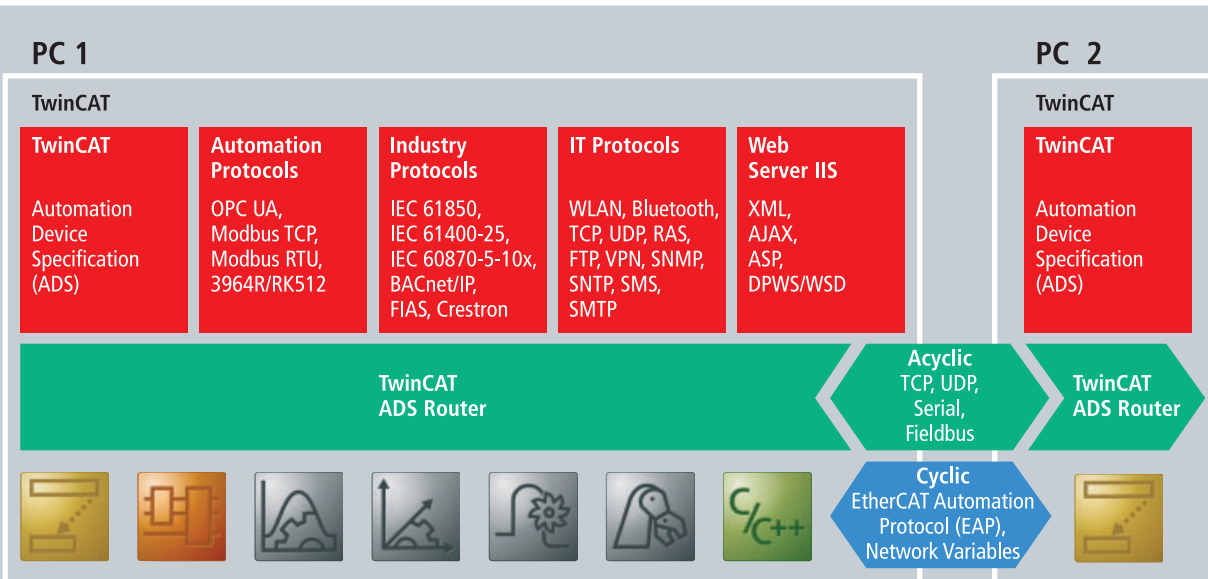 PC 1
TwinCAT
TwinCAT
Automation
Device
Specification
(ADS)
Automation
Protocols
OPC UA,
Modbus TCP,
Modbus RTU,
3964R/RK512
Industry
Protocols
IEC 61850,
IEC 61400-25,
IEC 60870-5-10x,
BACnet/IP,
FIAS, Crestron
IT Protocols
WLAN, Bluetooth,
TCP, UDP, RAS,
FTP, VPN, SNMP,
SNTP, SMS,
SMTP
Web
Server IIS
XML,
AJAX,
ASP,
DPWS/WSD
TwinCAT
ADS Router
C/C++
Acyclic
TCP, UDP,
Serial,
Fieldbus
Cyclic
EtherCAT Automation
Protocol (EAP),
Network Variables
PC 2
TwinCAT
TwinCAT
Automation
Device
Specification
(ADS)
TwinCAT
ADS Router